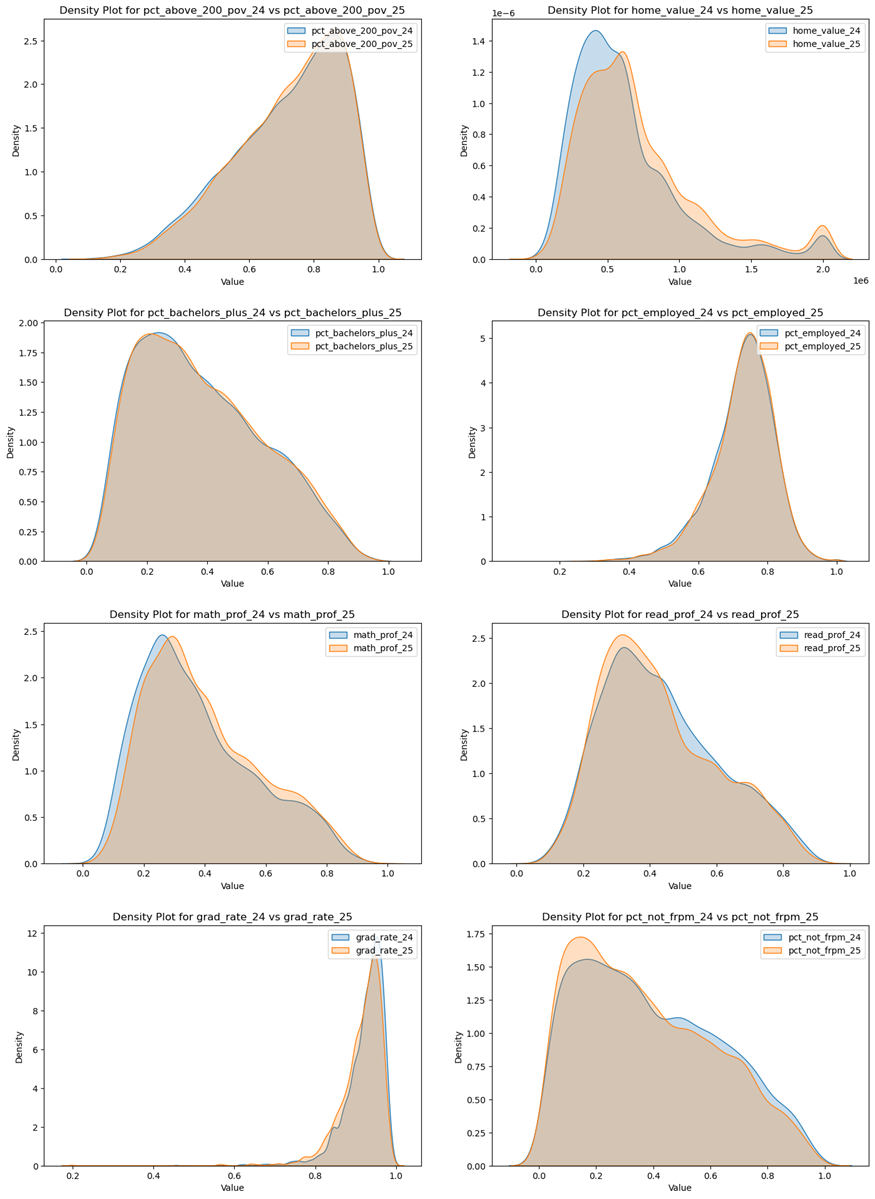 Density Plot for pct_above_200_pov_24 vs pct_above_200_pov_25
pct_above_200_pov_24
pct_above_200_pov_25
2.5
2.0
1.5
1.0
0.5
0.0
Density
0.0 0.2 0.4 0.6 0.8 1.0
Value
Density Plot for home_value_24 vs home_value_25
1e−6
home_value_24
home_value_25
1.4
1.2
1.0
0.8
0.6
0.4
0.2
0.0
Density
0.0 0.5 1.0 1.5 2.0
1e6
Value
Density Plot for pct_bachelors_plus_24 vs pct_bachelors_plus_25
pct_bachelors_plus_24
pct_bachelors_plus_25
2.00
1.75
1.50
1.25
1.00
0.75
0.50
0.25
0.00
Density
0.0 0.2 0.4 0.6 0.8 1.0
Value
Density Plot for pct_employed_24 vs pct_employed_25
pct_employed_24
pct_employed_25
5
4
3
2
1
0
Density
0.2 0.4 0.6 0.8 1.0
Value
Density Plot for math_prof_24 vs math_prof_25
math_prof_24
math_prof_25
2.5
2.0
1.5
1.0
0.5
0.0
Density
0.0 0.2 0.4 0.6 0.8 1.0
Value
Density Plot for read_prof_24 vs read_prof_25
read_prof_24
read_prof_25
2.5
2.0
1.5
1.0
0.5
0.0
Density
0.0 0.2 0.4 0.6 0.8 1.0
Value
Density Plot for grad_rate_24 vs grad_rate_25
grad_rate_24
grad_rate_25
12
10
8
6
4
2
0
Density
0.2 0.4 0.6 0.8 1.0
Value
Density Plot for pct_not_frpm_24 vs pct_not_frpm_25
pct_not_frpm_24
pct_not_frpm_25
1.75
1.50
1.25
1.00
0.75
0.50
0.25
0.00
Density
0.0 0.2 0.4 0.6 0.8 1.0
Value